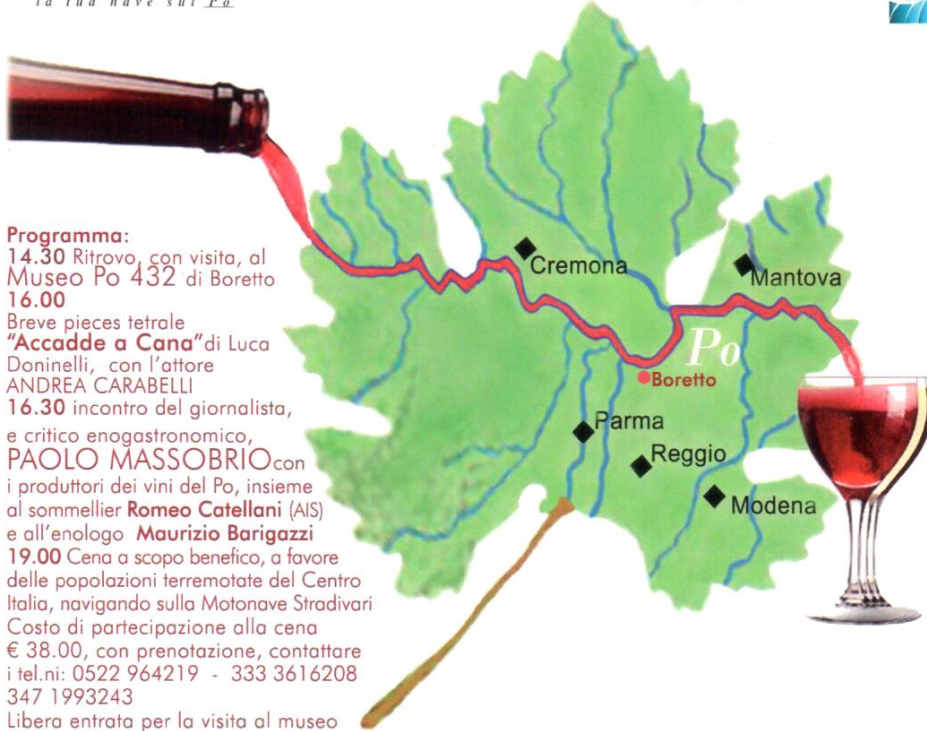 la tua nave sul Po
Programma:
14.30 Ritrovo, con visita, al
Museo Po 432 di Boretto
16.00
Breve pieces tetrale
"Accadde a Cana" di Luca
Doninelli, con l'attore
ANDREA CARABELLI
16.30 incontro del giornalista,
e critico enogastronomico,
PAOLO MASSOBRIO con
i produttori dei vini del Po, insieme
al sommellier Romeo Catellani (AIS)
e all'enologo Maurizio Barigazzi
19.00 Cena a scopo benefico, a favore
delle popolazioni terremotate del Centro
Italia, navigando sulla Motonave Stradivari
Costo di partecipazione alla cena
€ 38.00, con prenotazione, contattare
i tel.ni: 0522 964219 - 333 3616208
347 1993243
Libera entrata per la visita al museo
Cremona
Mantova
Po
Boretto
Parma
Reggio
Modena